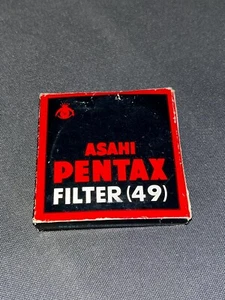 ASAHI
PENTAX
FILTER (49)